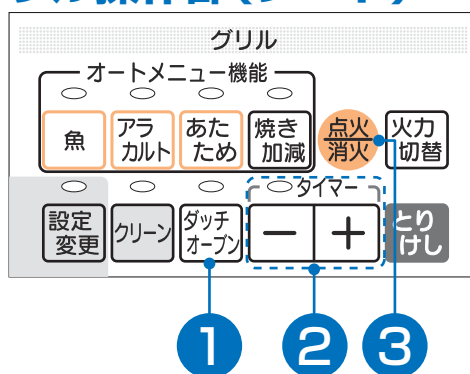 グリル
オートメニュー機能
魚
アラ
カルト
あた
ため
焼き
加減
点火
消火
火力
切替
タイマー
設定
変更
クリーン
ダッチ
オーブン
－
＋
とり
けし
1
2
3